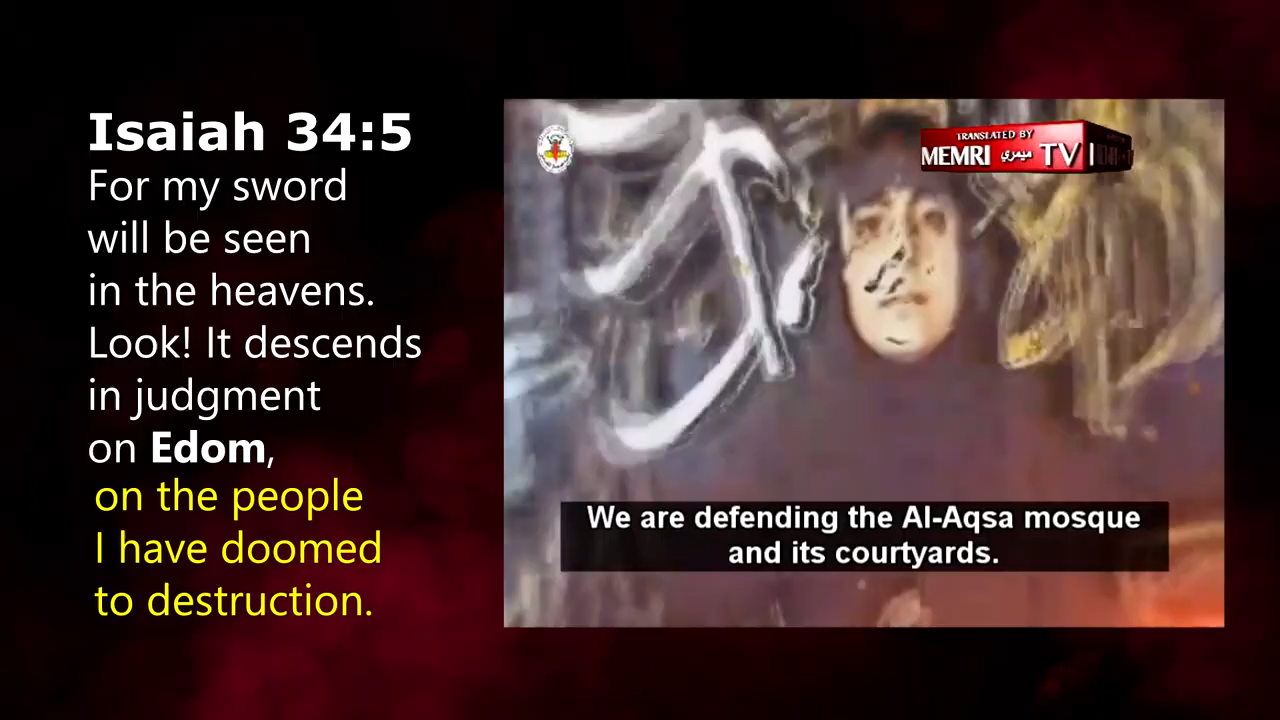 Isaiah 34:5
For my sword
will be seen
in the heavens.
Look! It descends
in judgment
on Edom,
on the people
I have doomed
to destruction.
TRANSLATED BY
MEMRI ميمري TV
We are defending the Al-Aqsa mosque
and its courtyards.